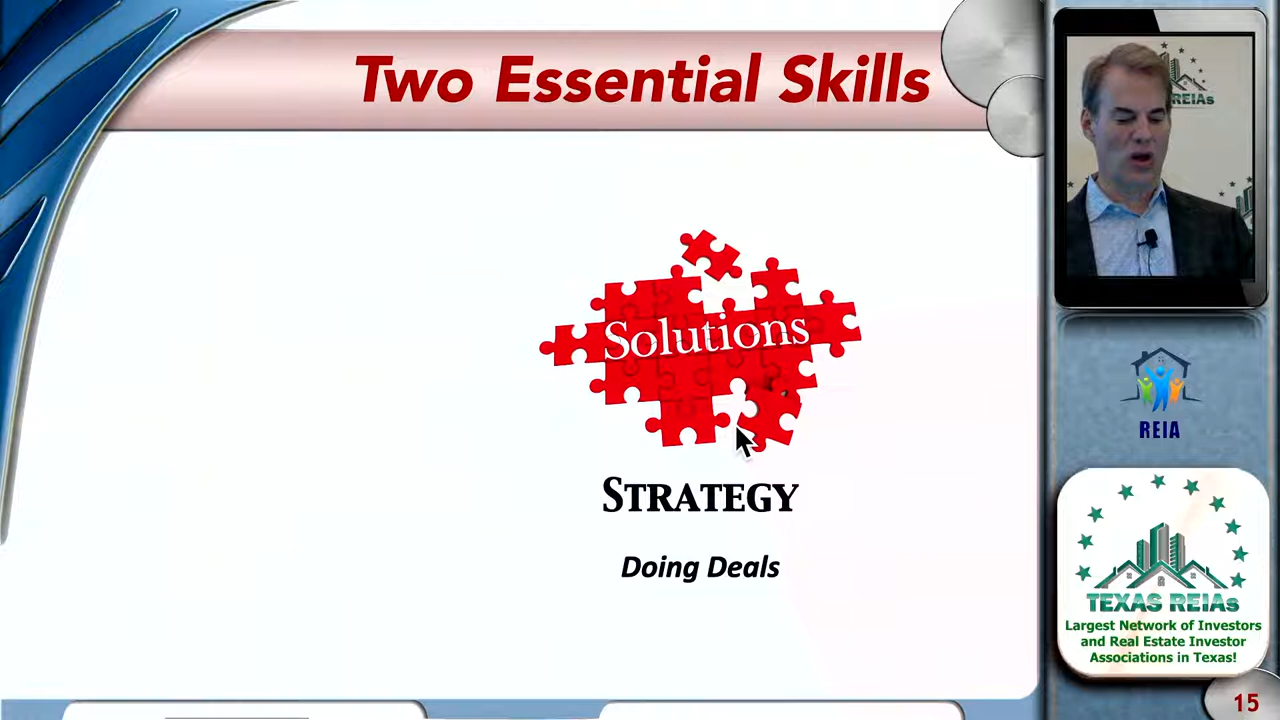 Two Essential Skills
Solutions
STRATEGY
Doing Deals
REIAs
REIA
TEXAS REIAs
Largest Network of Investors
and Real Estate Investor
Associations in Texas!
15